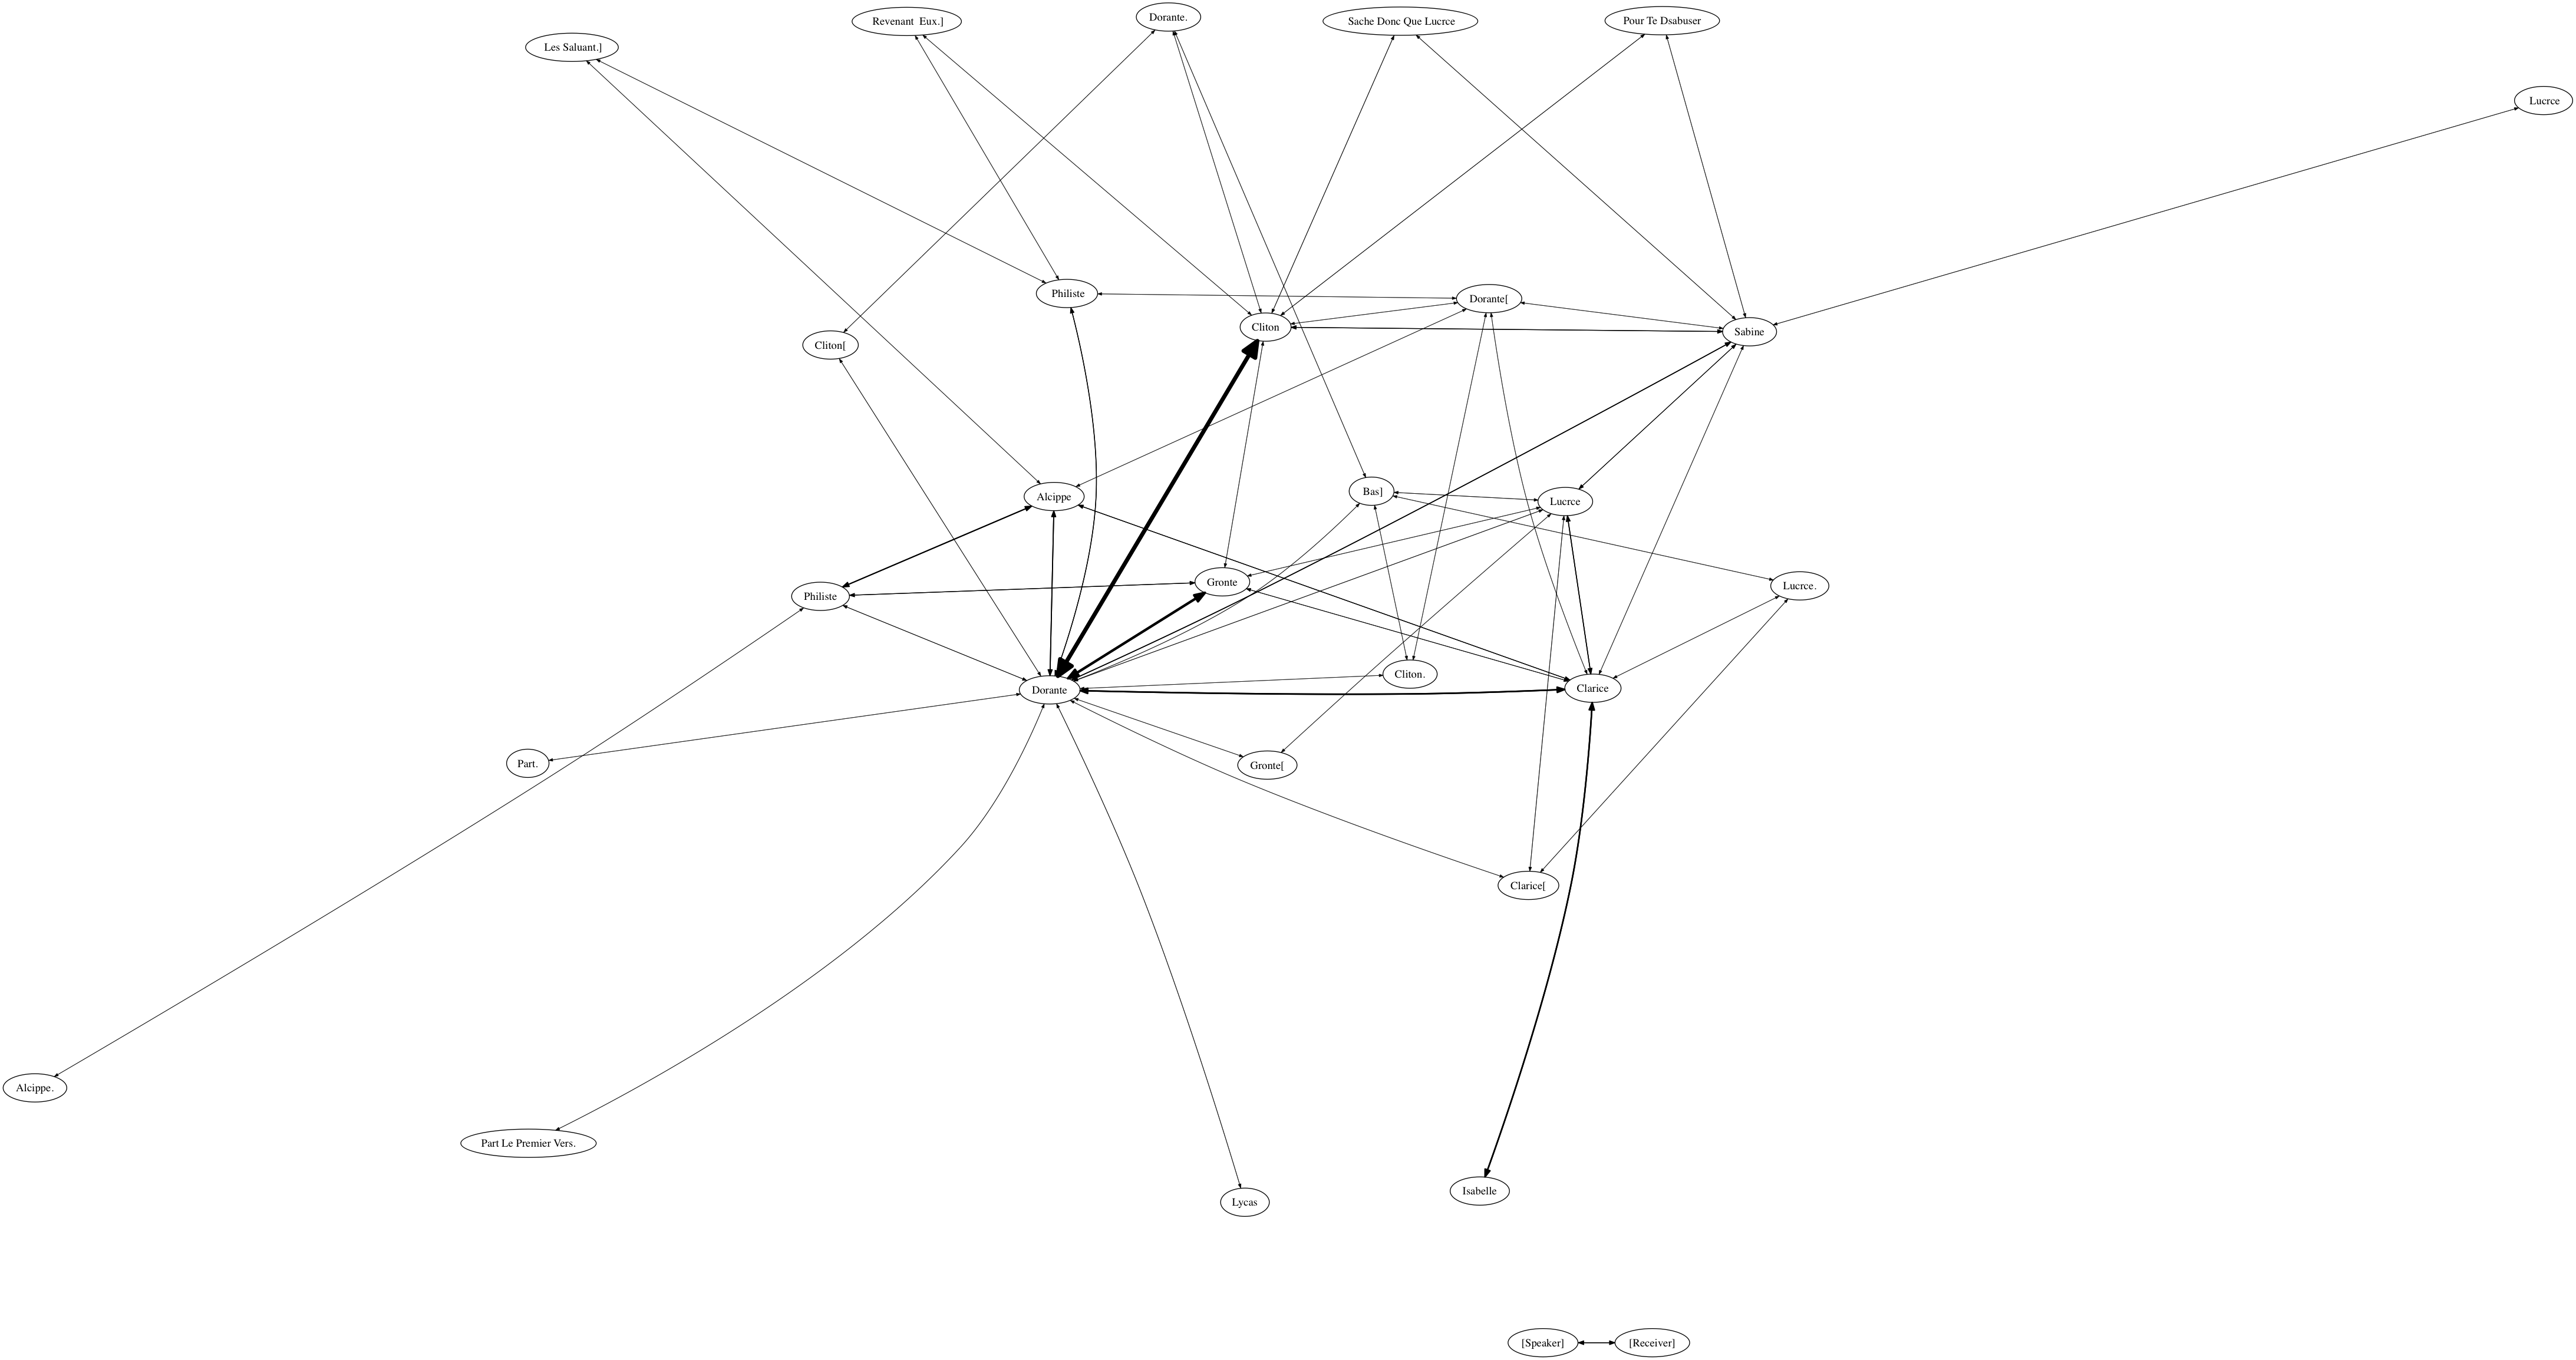 Dorante.
Revenant  Eux.]
Sache Donc Que Lucrce
Pour Te Dsabuser
Les Saluant.]
Lucrce
Philiste
Dorante[
Cliton
Sabine
Cliton[
Bas]
Alcippe
Lucrce
Gronte
Lucrce.
Philiste
Cliton.
Clarice
Dorante
Part.
Gronte[
Clarice[
Alcippe.
Part Le Premier Vers.
Isabelle
Lycas
[Speaker]
[Receiver]